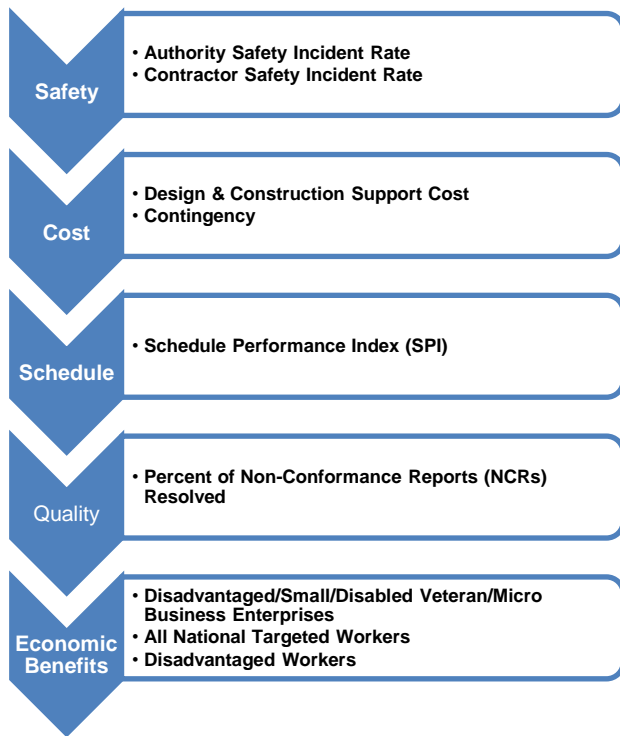 Safety
• Authority Safety Incident Rate
• Contractor Safety Incident Rate
Cost
• Design & Construction Support Cost
• Contingency
Schedule
• Schedule Performance Index (SPI)
Quality
• Percent of Non-Conformance Reports (NCRs)
Resolved
Economic
Benefits
• Disadvantaged/Small/Disabled Veteran/Micro
Business Enterprises
• All National Targeted Workers
• Disadvantaged Workers